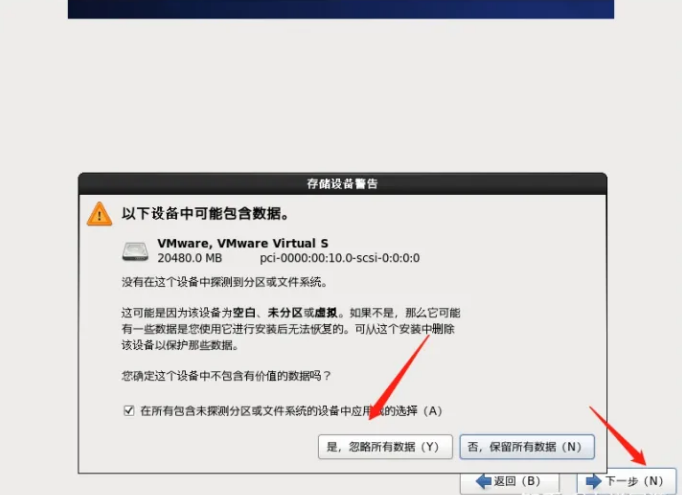 存储设备警告
以下设备中可能包含数据。
VMware, VMware Virtual S
20480.0 MB pci-0000:00:10.0-scsi-0:0:0:0
没有在这个设备中探测到分区或文件系统。
这可能是因为该设备为空白、未分区或虚拟。如果不是，那么它可能
有一些数据是您使用它进行安装后无法恢复的。可从这个安装中删除
该设备以保护那些数据。
您确定这个设备中不包含有价值的数据吗？
在所有包含未探测分区或文件系统的设备中应用我的选择（A）
是，忽略所有数据（Y）
否，保留所有数据（N）
返回（B）
下一步（N）